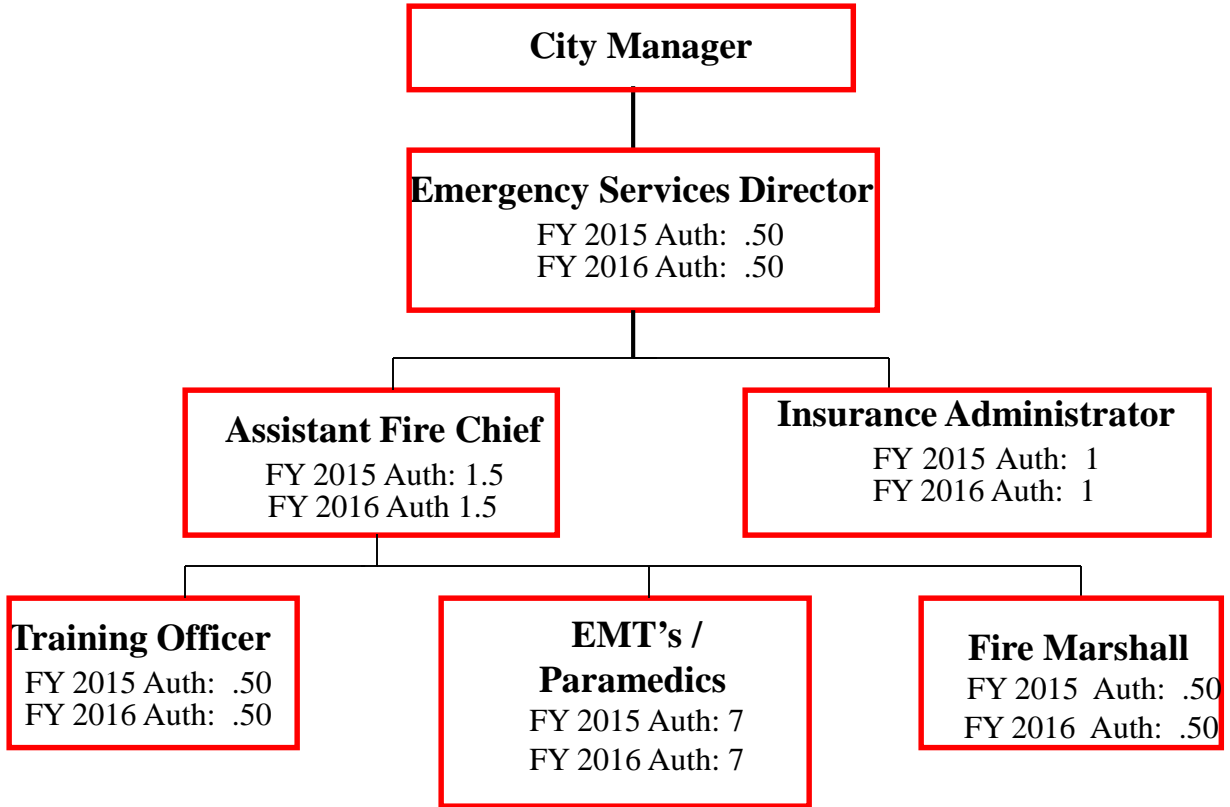 City Manager
Emergency Services Director
FY 2015 Auth: .50
FY 2016 Auth: .50
Assistant Fire Chief
FY 2015 Auth: 1.5
FY 2016 Auth 1.5
Insurance Administrator
FY 2015 Auth: 1
FY 2016 Auth: 1
Training Officer
FY 2015 Auth: .50
FY 2016 Auth: .50
EMT’s /
Paramedics
FY 2015 Auth: 7
FY 2016 Auth: 7
Fire Marshall
FY 2015 Auth: .50
FY 2016 Auth: .50